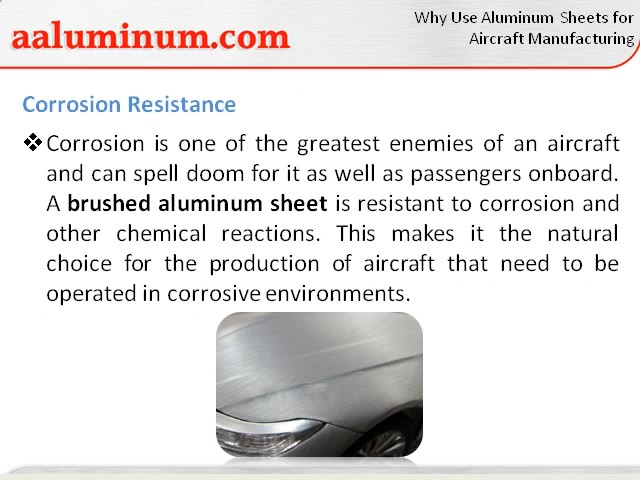 aaluminum.com
Why Use Aluminum Sheets for
Aircraft Manufacturing
Corrosion Resistance
❖Corrosion is one of the greatest enemies of an aircraft
and can spell doom for it as well as passengers onboard.
A brushed aluminum sheet is resistant to corrosion and
other chemical reactions. This makes it the natural
choice for the production of aircraft that need to be
operated in corrosive environments.